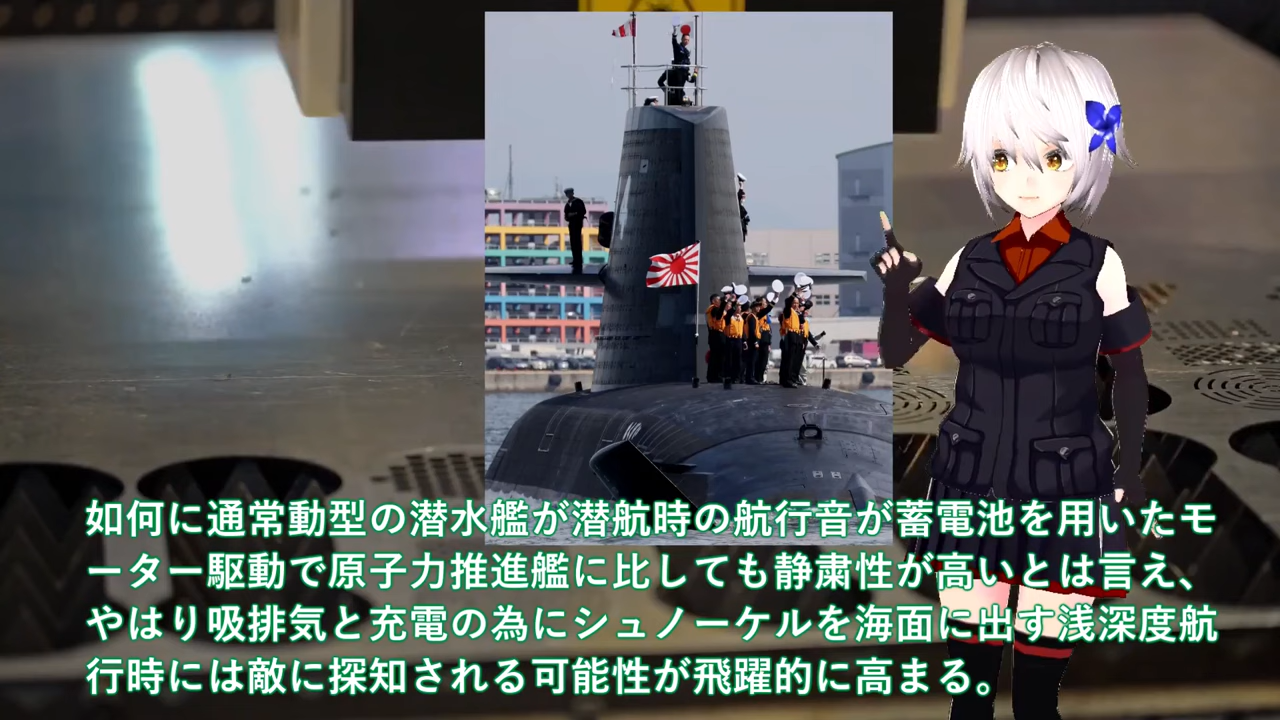 如何に通常動型の潜水艦が潜航時の航行音が蓄電池を用いたモ
ーター駆動で原子力推進艦に比しても静粛性が高いとは言え、
やはり吸排気と充電の為にシュノーケルを海面に出す浅深度航
行時には敵に探知される可能性が飛躍的に高まる。